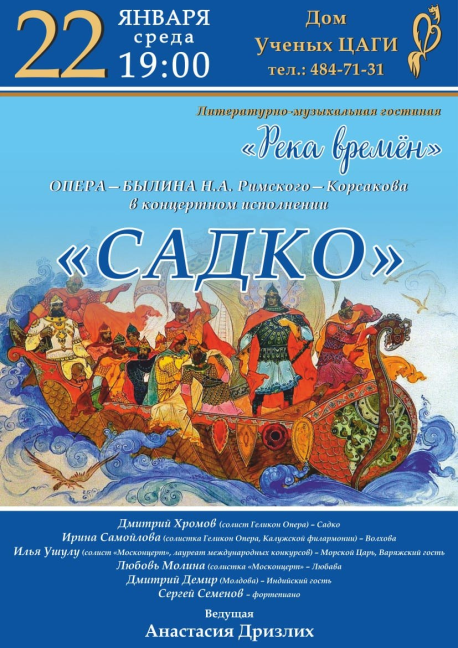 22
ЯНВАРЯ
среда
19:00
Дом
Ученых ЦАГИ
тел.: 484-71-31
Литературно-музыкальная гостиная
«Река времён»
ОПЕРА – БЫЛИНА Н.А. Римского – Корсакова
в концертном исполнении
«САДКО»
Дмитрий Хромов (солист Геликон Опера) – Садко
Ирина Самойлова (солистка Геликон Опера, Калужской филармонии) – Волхова
Илья Ушулу (солист «Москонцерт», лауреат международных конкурсов) – Морской Царь, Варяжский гость
Любовь Молина (солистка «Москонцерт» – Любава
Дмитрий Демир (Молдова) – Индийский гость
Сергей Семенов – фортепиано
Ведущая
Анастасия Дризлих